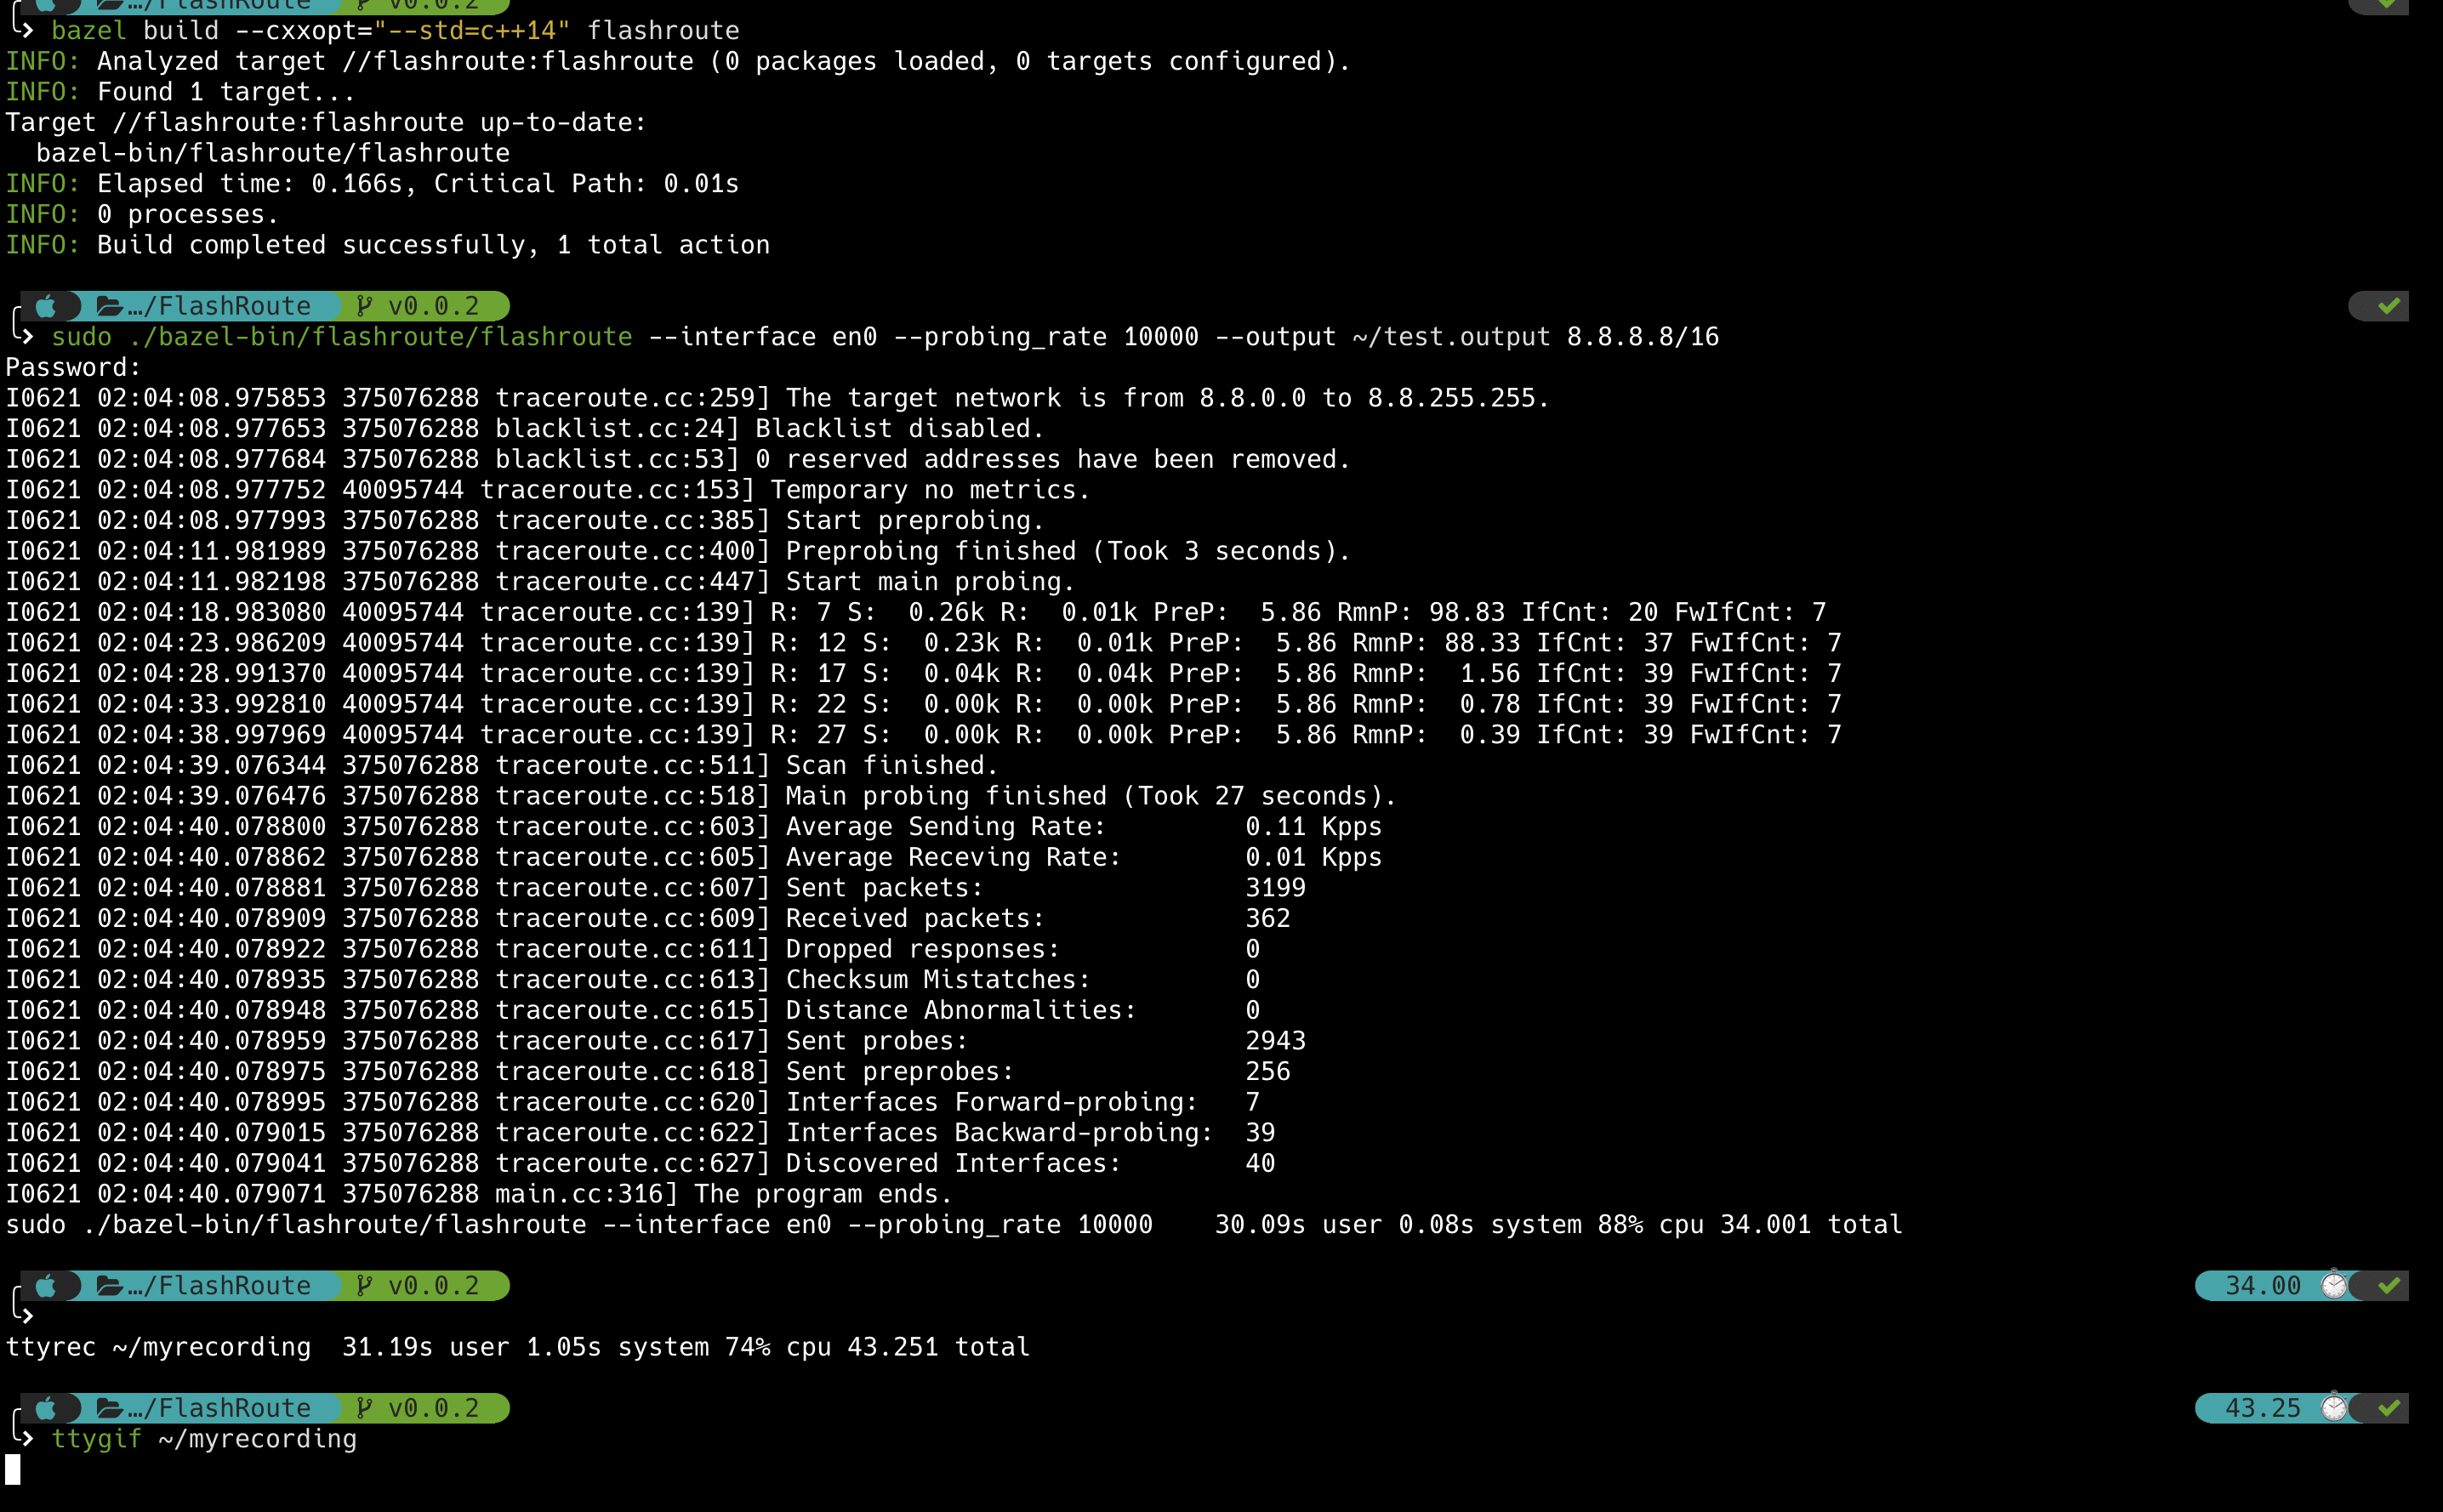 …/FlashRoute v0.0.2
bazel build --cxxopt="--std=c++14" flashroute
INFO: Analyzed target //flashroute:flashroute (0 packages loaded, 0 targets configured).
INFO: Found 1 target...
Target //flashroute:flashroute up-to-date:
bazel-bin/flashroute/flashroute
INFO: Elapsed time: 0.166s, Critical Path: 0.01s
INFO: 0 processes.
INFO: Build completed successfully, 1 total action
…/FlashRoute v0.0.2
sudo ./bazel-bin/flashroute/flashroute --interface en0 --probing_rate 10000 --output ~/test.output 8.8.8.8/16
Password:
I0621 02:04:08.975853 375076288 traceroute.cc:259] The target network is from 8.8.0.0 to 8.8.255.255.
I0621 02:04:08.977653 375076288 blacklist.cc:24] Blacklist disabled.
I0621 02:04:08.977684 375076288 blacklist.cc:53] 0 reserved addresses have been removed.
I0621 02:04:08.977752 40095744 traceroute.cc:153] Temporary no metrics.
I0621 02:04:08.977993 375076288 traceroute.cc:385] Start preprobing.
I0621 02:04:11.981989 375076288 traceroute.cc:400] Preprobing finished (Took 3 seconds).
I0621 02:04:11.982198 375076288 traceroute.cc:447] Start main probing.
I0621 02:04:18.983080 40095744 traceroute.cc:139] R: 7 S:  0.26k R:  0.01k PreP:  5.86 RmnP: 98.83 IfCnt: 20 FwIfCnt: 7
I0621 02:04:23.986209 40095744 traceroute.cc:139] R: 12 S:  0.23k R:  0.01k PreP:  5.86 RmnP: 88.33 IfCnt: 37 FwIfCnt: 7
I0621 02:04:28.991370 40095744 traceroute.cc:139] R: 17 S:  0.04k R:  0.04k PreP:  5.86 RmnP:  1.56 IfCnt: 39 FwIfCnt: 7
I0621 02:04:33.992810 40095744 traceroute.cc:139] R: 22 S:  0.00k R:  0.00k PreP:  5.86 RmnP:  0.78 IfCnt: 39 FwIfCnt: 7
I0621 02:04:38.997969 40095744 traceroute.cc:139] R: 27 S:  0.00k R:  0.00k PreP:  5.86 RmnP:  0.39 IfCnt: 39 FwIfCnt: 7
I0621 02:04:39.076344 375076288 traceroute.cc:511] Scan finished.
I0621 02:04:39.076476 375076288 traceroute.cc:518] Main probing finished (Took 27 seconds).
I0621 02:04:40.078800 375076288 traceroute.cc:603] Average Sending Rate: 0.11 Kpps
I0621 02:04:40.078862 375076288 traceroute.cc:605] Average Receving Rate: 0.01 Kpps
I0621 02:04:40.078881 375076288 traceroute.cc:607] Sent packets: 3199
I0621 02:04:40.078909 375076288 traceroute.cc:609] Received packets: 362
I0621 02:04:40.078922 375076288 traceroute.cc:611] Dropped responses: 0
I0621 02:04:40.078935 375076288 traceroute.cc:613] Checksum Mistatches: 0
I0621 02:04:40.078948 375076288 traceroute.cc:615] Distance Abnormalities: 0
I0621 02:04:40.078959 375076288 traceroute.cc:617] Sent probes: 2943
I0621 02:04:40.078975 375076288 traceroute.cc:618] Sent preprobes: 256
I0621 02:04:40.078995 375076288 traceroute.cc:620] Interfaces Forward-probing: 7
I0621 02:04:40.079015 375076288 traceroute.cc:622] Interfaces Backward-probing: 39
I0621 02:04:40.079041 375076288 traceroute.cc:627] Discovered Interfaces: 40
I0621 02:04:40.079071 375076288 main.cc:316] The program ends.
sudo ./bazel-bin/flashroute/flashroute --interface en0 --probing_rate 10000    30.09s user 0.08s system 88% cpu 34.001 total
…/FlashRoute v0.0.2 34.00
ttyrec ~/myrecording  31.19s user 1.05s system 74% cpu 43.251 total
…/FlashRoute v0.0.2 43.25
ttygif ~/myrecording